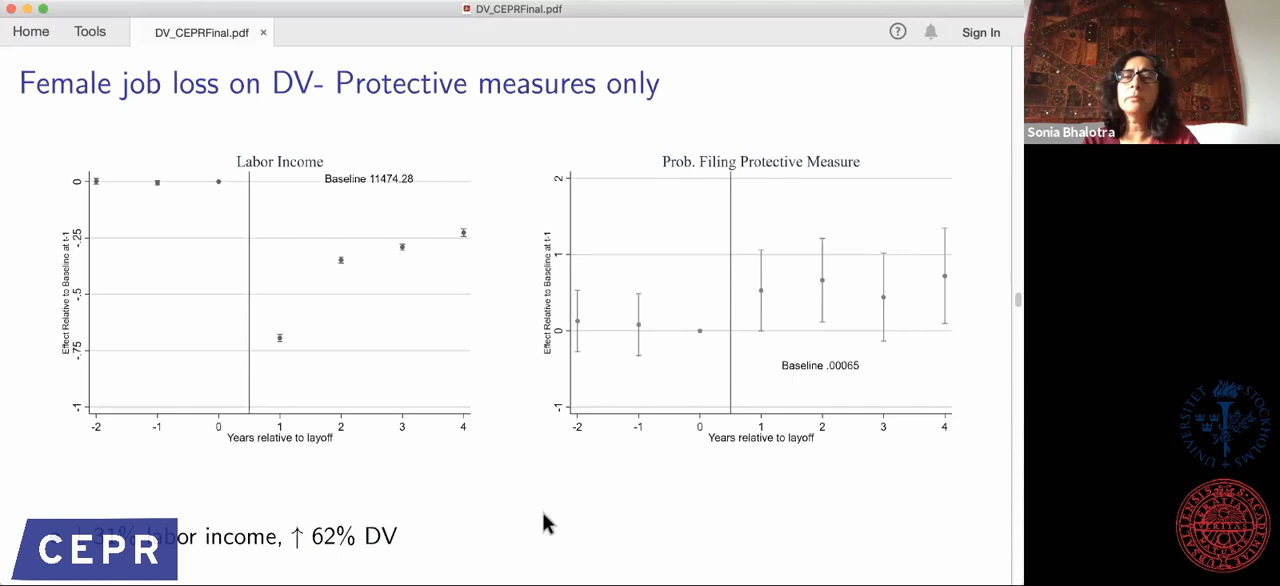 DV_CEPRFinal.pdf
Home
Tools
DV_CEPRFinal.pdf ×
? Sign In
Female job loss on DV- Protective measures only
Sonia Bhalotra
Labor Income
Baseline 11474.28
Effect Relative to Baseline at t-1
0
-.25
-.5
-.75
-1
-2 -1 0 1 2 3 4
Years relative to layoff
Prob. Filing Protective Measure
Effect Relative to Baseline at t-1
2
1
0
-1
Baseline .00065
-2 -1 0 1 2 3 4
Years relative to layoff
↓ 31% labor income, ↑ 62% DV
CEPR